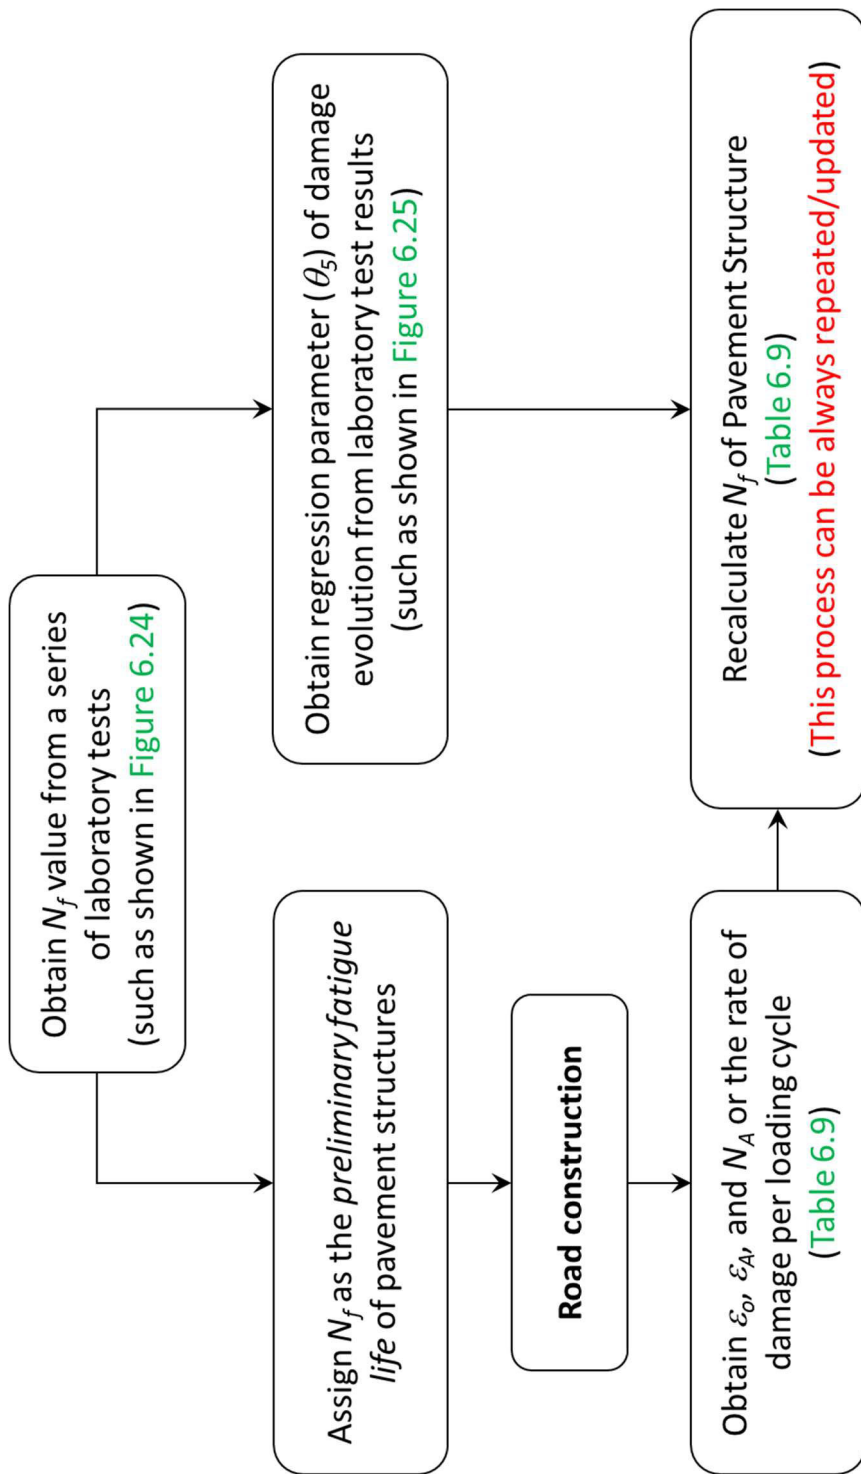 Obtain N_f value from a series
of laboratory tests
(such as shown in Figure 6.24)
Assign N_f as the preliminary fatigue
life of pavement structures
Obtain regression parameter (θ_5) of damage
evolution from laboratory test results
(such as shown in Figure 6.25)
Road construction
Obtain ε_o, ε_A, and N_A or the rate of
damage per loading cycle
(Table 6.9)
Recalculate N_f of Pavement Structure
(Table 6.9)
(This process can be always repeated/updated)